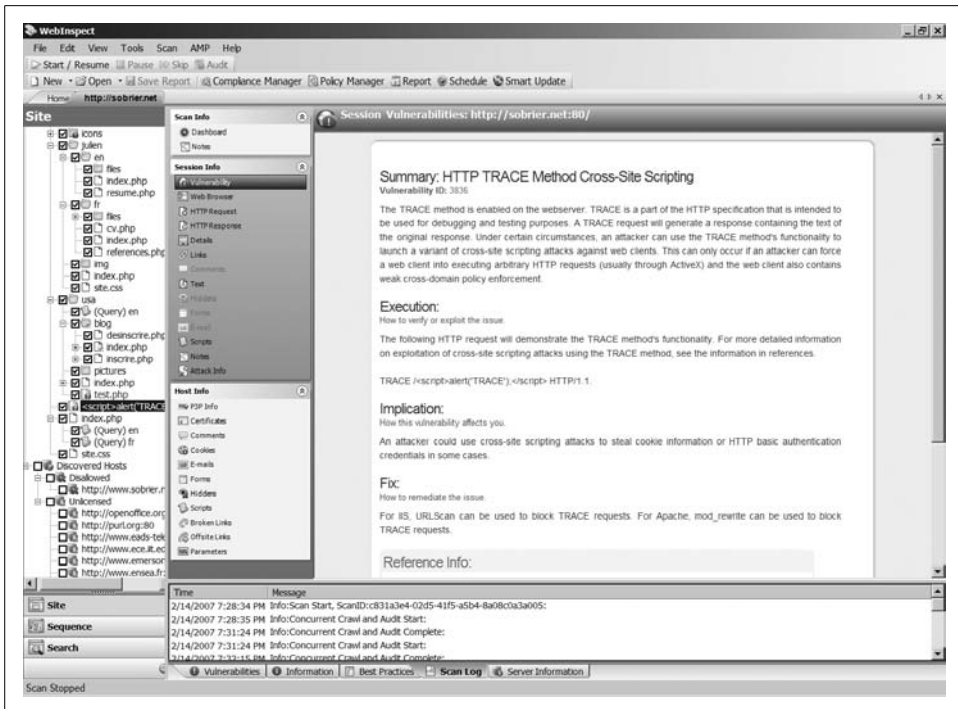 WebInspect
File Edit View Tools Scan AMP Help
Start / Resume Pause Skip Audit
New Open Save Report Compliance Manager Policy Manager Report Schedule Smart Update
Home http://sobrier.net
Site
icons
julien
en
files
index.php
resume.php
fr
files
cv.php
index.php
references.php
img
index.php
site.css
usa
(Query) en
blog
desinscrire.php
index.php
inscrire.php
pictures
index.php
test.php
<script>alert('TRACE
index.php
(Query) en
(Query) fr
site.css
Discovered Hosts
Disallowed
http://www.sobrier.n
Unlicensed
http://openoffice.org
http://purl.org:80
http://www.eads-tek
http://www.ece.it.ed
http://www.emerson
http://www.ensea.fr:
Site
Sequence
Search
Scan Info
Dashboard
Notes
Session Info
Vulnerability
Web Browser
HTTP Request
HTTP Response
Details
Links
Comments
Text
Hiddens
Forms
E-mail
Scripts
Notes
Attack Info
Host Info
P3P Info
Certificates
Comments
Cookies
E-mails
Forms
Hiddens
Scripts
Broken Links
Offsite Links
Parameters
Session Vulnerabilities: http://sobrier.net:80/
Summary: HTTP TRACE Method Cross-Site Scripting
Vulnerability ID: 3836
The TRACE method is enabled on the webserver. TRACE is a part of the HTTP specification that is intended to
be used for debugging and testing purposes. A TRACE request will generate a response containing the text of
the original response. Under certain circumstances, an attacker can use the TRACE method's functionality to
launch a variant of cross-site scripting attacks against web clients. This can only occur if an attacker can force
a web client into executing arbitrary HTTP requests (usually through ActiveX) and the web client also contains
weak cross-domain policy enforcement.
Execution:
How to verify or exploit the issue.
The following HTTP request will demonstrate the TRACE method's functionality. For more detailed information
on exploitation of cross-site scripting attacks using the TRACE method, see the information in references.
TRACE /<script>alert('TRACE');</script> HTTP/1.1.
Implication:
How this vulnerability affects you.
An attacker could use cross-site scripting attacks to steal cookie information or HTTP basic authentication
credentials in some cases.
Fix:
How to remediate the issue.
For IIS, URLScan can be used to block TRACE requests. For Apache, mod_rewrite can be used to block
TRACE requests.
Reference Info:
Time Message
2/14/2007 7:28:34 PM Info:Scan Start, ScanID:c831a3e4-02d5-41f5-a5b4-8a08c0a3a005:
2/14/2007 7:28:35 PM Info:Concurrent Crawl and Audit Start:
2/14/2007 7:31:24 PM Info:Concurrent Crawl and Audit Complete:
2/14/2007 7:31:24 PM Info:Concurrent Crawl and Audit Start:
2/14/2007 7:32:15 PM Info:Concurrent Crawl and Audit Complete:
Vulnerabilities Information Best Practices Scan Log Server Information
Scan Stopped